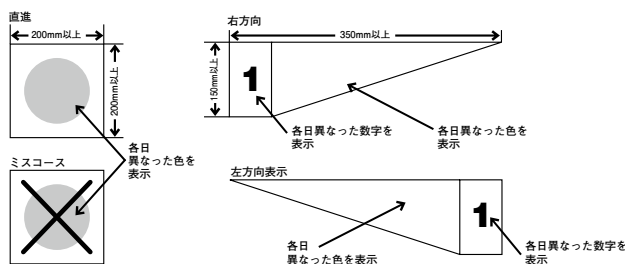 直進
200mm以上
200mm以上
各日
異なった色を
表示
ミスコース
右方向
350mm以上
150mm以上
1
各日異なった数字を
表示
各日異なった色を
表示
左方向表示
1
各日
異なった色を表示
各日異なった数字を
表示